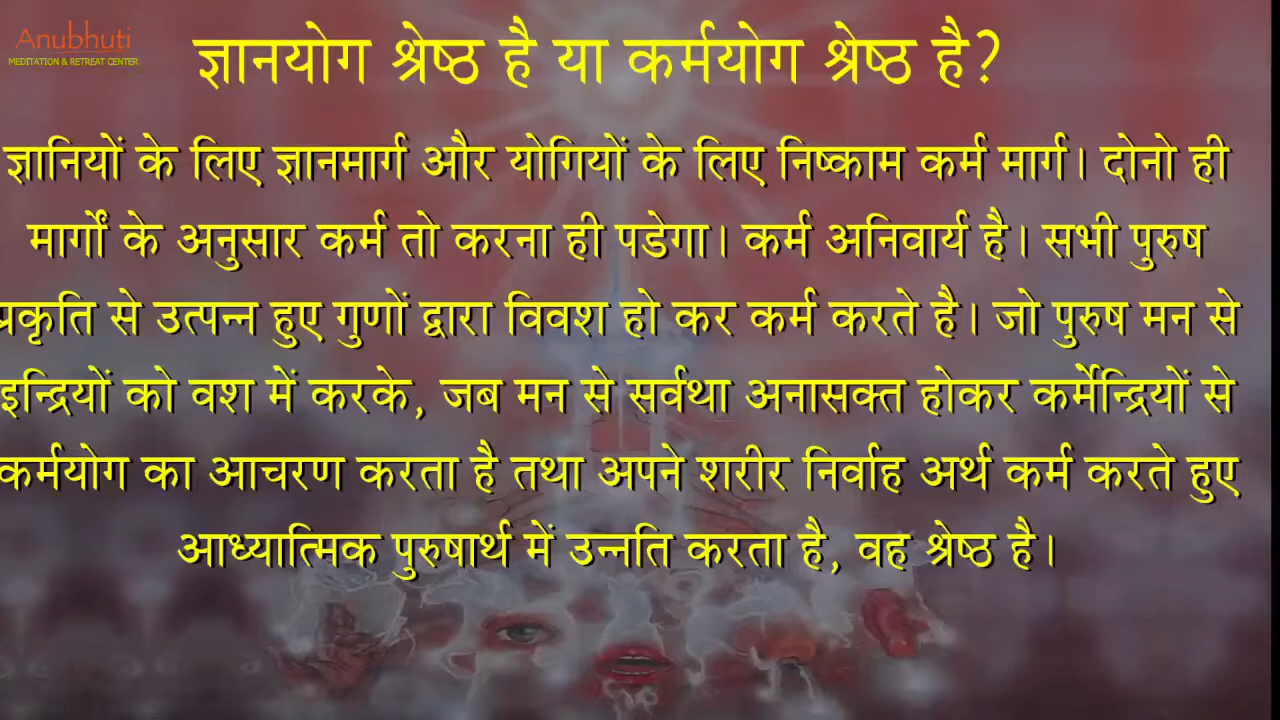 Anubhuti
MEDITATION & RETREAT CENTER
ज्ञानयोग श्रेष्ठ है या कर्मयोग श्रेष्ठ है?
ज्ञानियों के लिए ज्ञानमार्ग और योगियों के लिए निष्काम कर्म मार्ग। दोनो ही
मार्गों के अनुसार कर्म तो करना ही पडेगा। कर्म अनिवार्य है। सभी पुरुष
प्रकृति से उत्पन्न हुए गुणों द्वारा विवश हो कर कर्म करते है। जो पुरुष मन से
इन्द्रियों को वश में करके, जब मन से सर्वथा अनासक्त होकर कर्मेन्द्रियों से
कर्मयोग का आचरण करता है तथा अपने शरीर निर्वाह अर्थ कर्म करते हुए
आध्यात्मिक पुरुषार्थ में उन्नति करता है, वह श्रेष्ठ है।